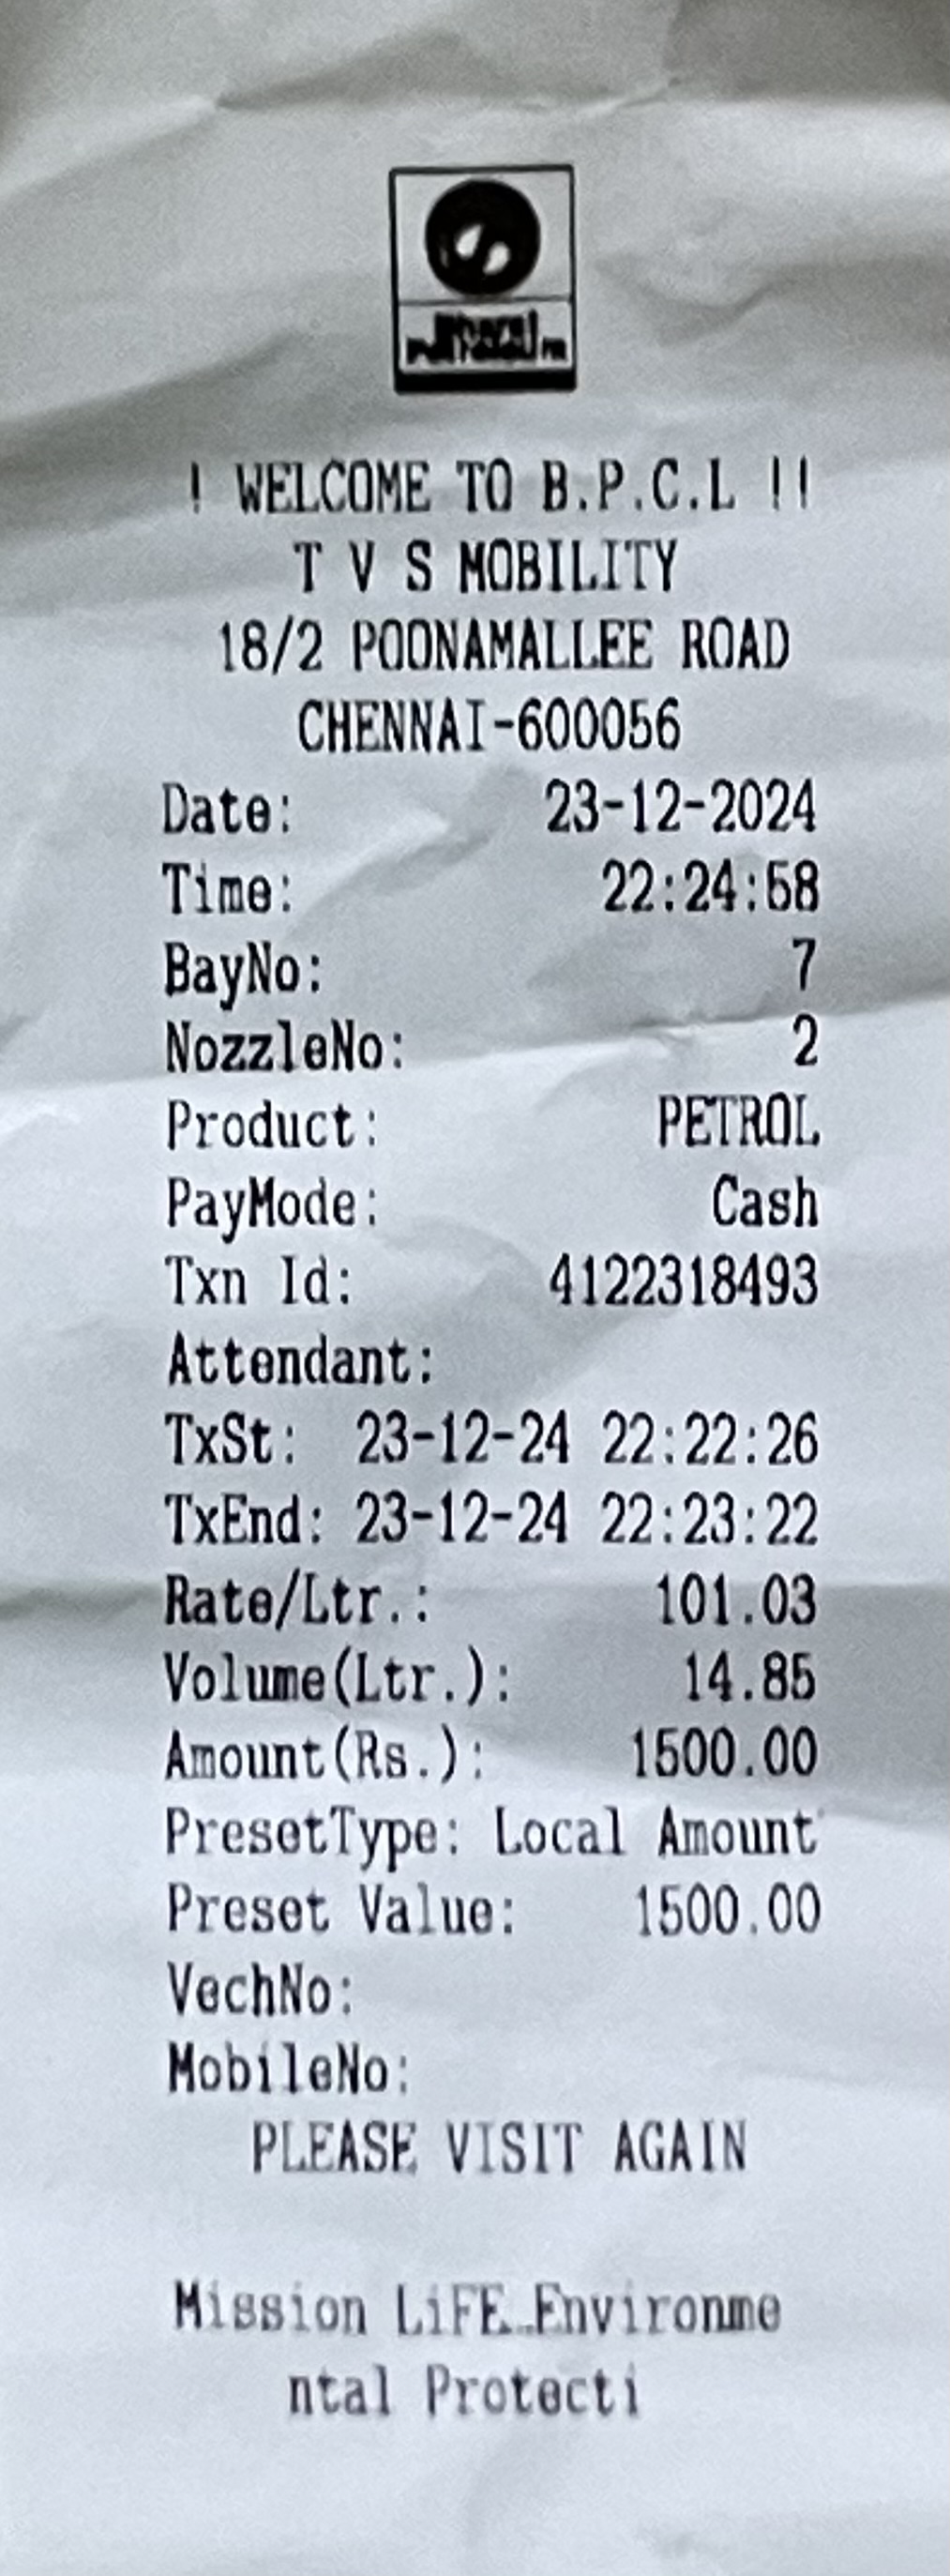 Bharat
Petroleum
! WELCOME TO B.P.C.L !!
T V S MOBILITY
18/2 POONAMALLEE ROAD
CHENNAI-600056
Date: 23-12-2024
Time: 22:24:58
BayNo: 7
NozzleNo: 2
Product: PETROL
PayMode: Cash
Txn Id: 4122318493
Attendant:
TxSt: 23-12-24 22:22:26
TxEnd: 23-12-24 22:23:22
Rate/Ltr.: 101.03
Volume(Ltr.): 14.85
Amount(Rs.): 1500.00
PresetType: Local Amount
Preset Value: 1500.00
VechNo:
MobileNo:
PLEASE VISIT AGAIN
Mission LiFE_Environme
ntal Protecti